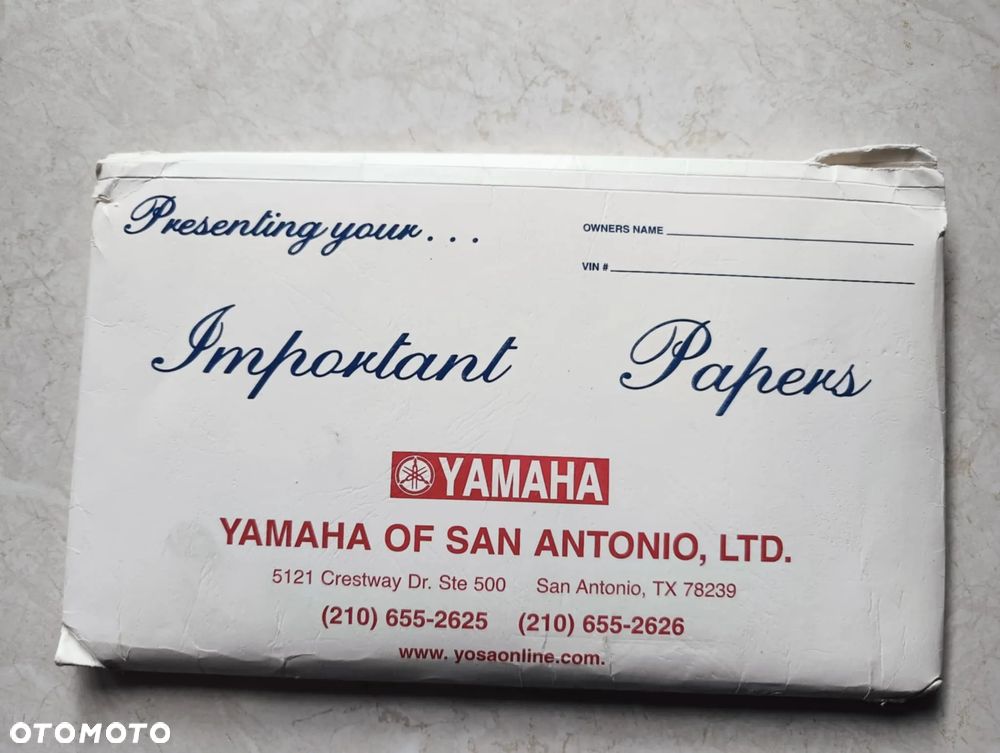 Presenting your...
OWNERS NAME
VIN #
Important Papers
YAMAHA
YAMAHA OF SAN ANTONIO, LTD.
5121 Crestway Dr. Ste 500 San Antonio, TX 78239
(210) 655-2625 (210) 655-2626
www. yosaonline.com.
OTOMOTO